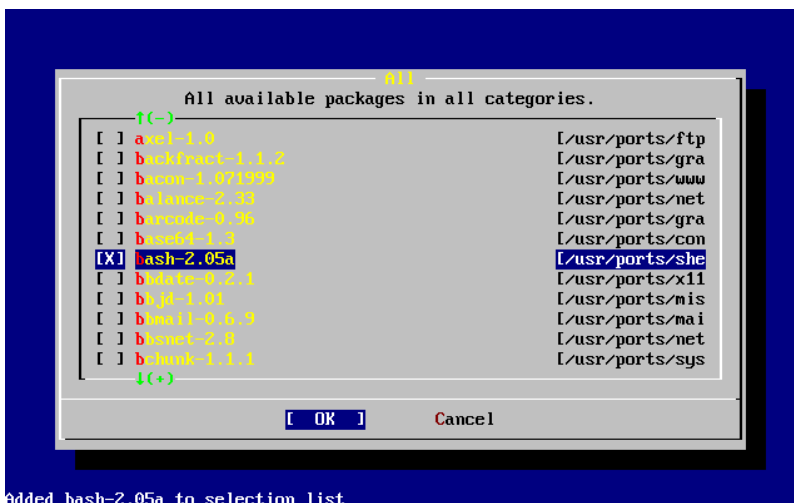 All
All available packages in all categories.
↑(-)
[ ] axel-1.0 [/usr/ports/ftp
[ ] backfract-1.1.2 [/usr/ports/gra
[ ] bacon-1.071999 [/usr/ports/www
[ ] balance-2.33 [/usr/ports/net
[ ] barcode-0.96 [/usr/ports/gra
[ ] base64-1.3 [/usr/ports/con
[X] bash-2.05a [/usr/ports/she
[ ] bbdate-0.2.1 [/usr/ports/x11
[ ] bbjd-1.01 [/usr/ports/mis
[ ] bbmail-0.6.9 [/usr/ports/mai
[ ] bbsnet-2.8 [/usr/ports/net
[ ] bchunk-1.1.1 [/usr/ports/sys
↓(+)
[ OK ] Cancel
Added bash-2.05a to selection list